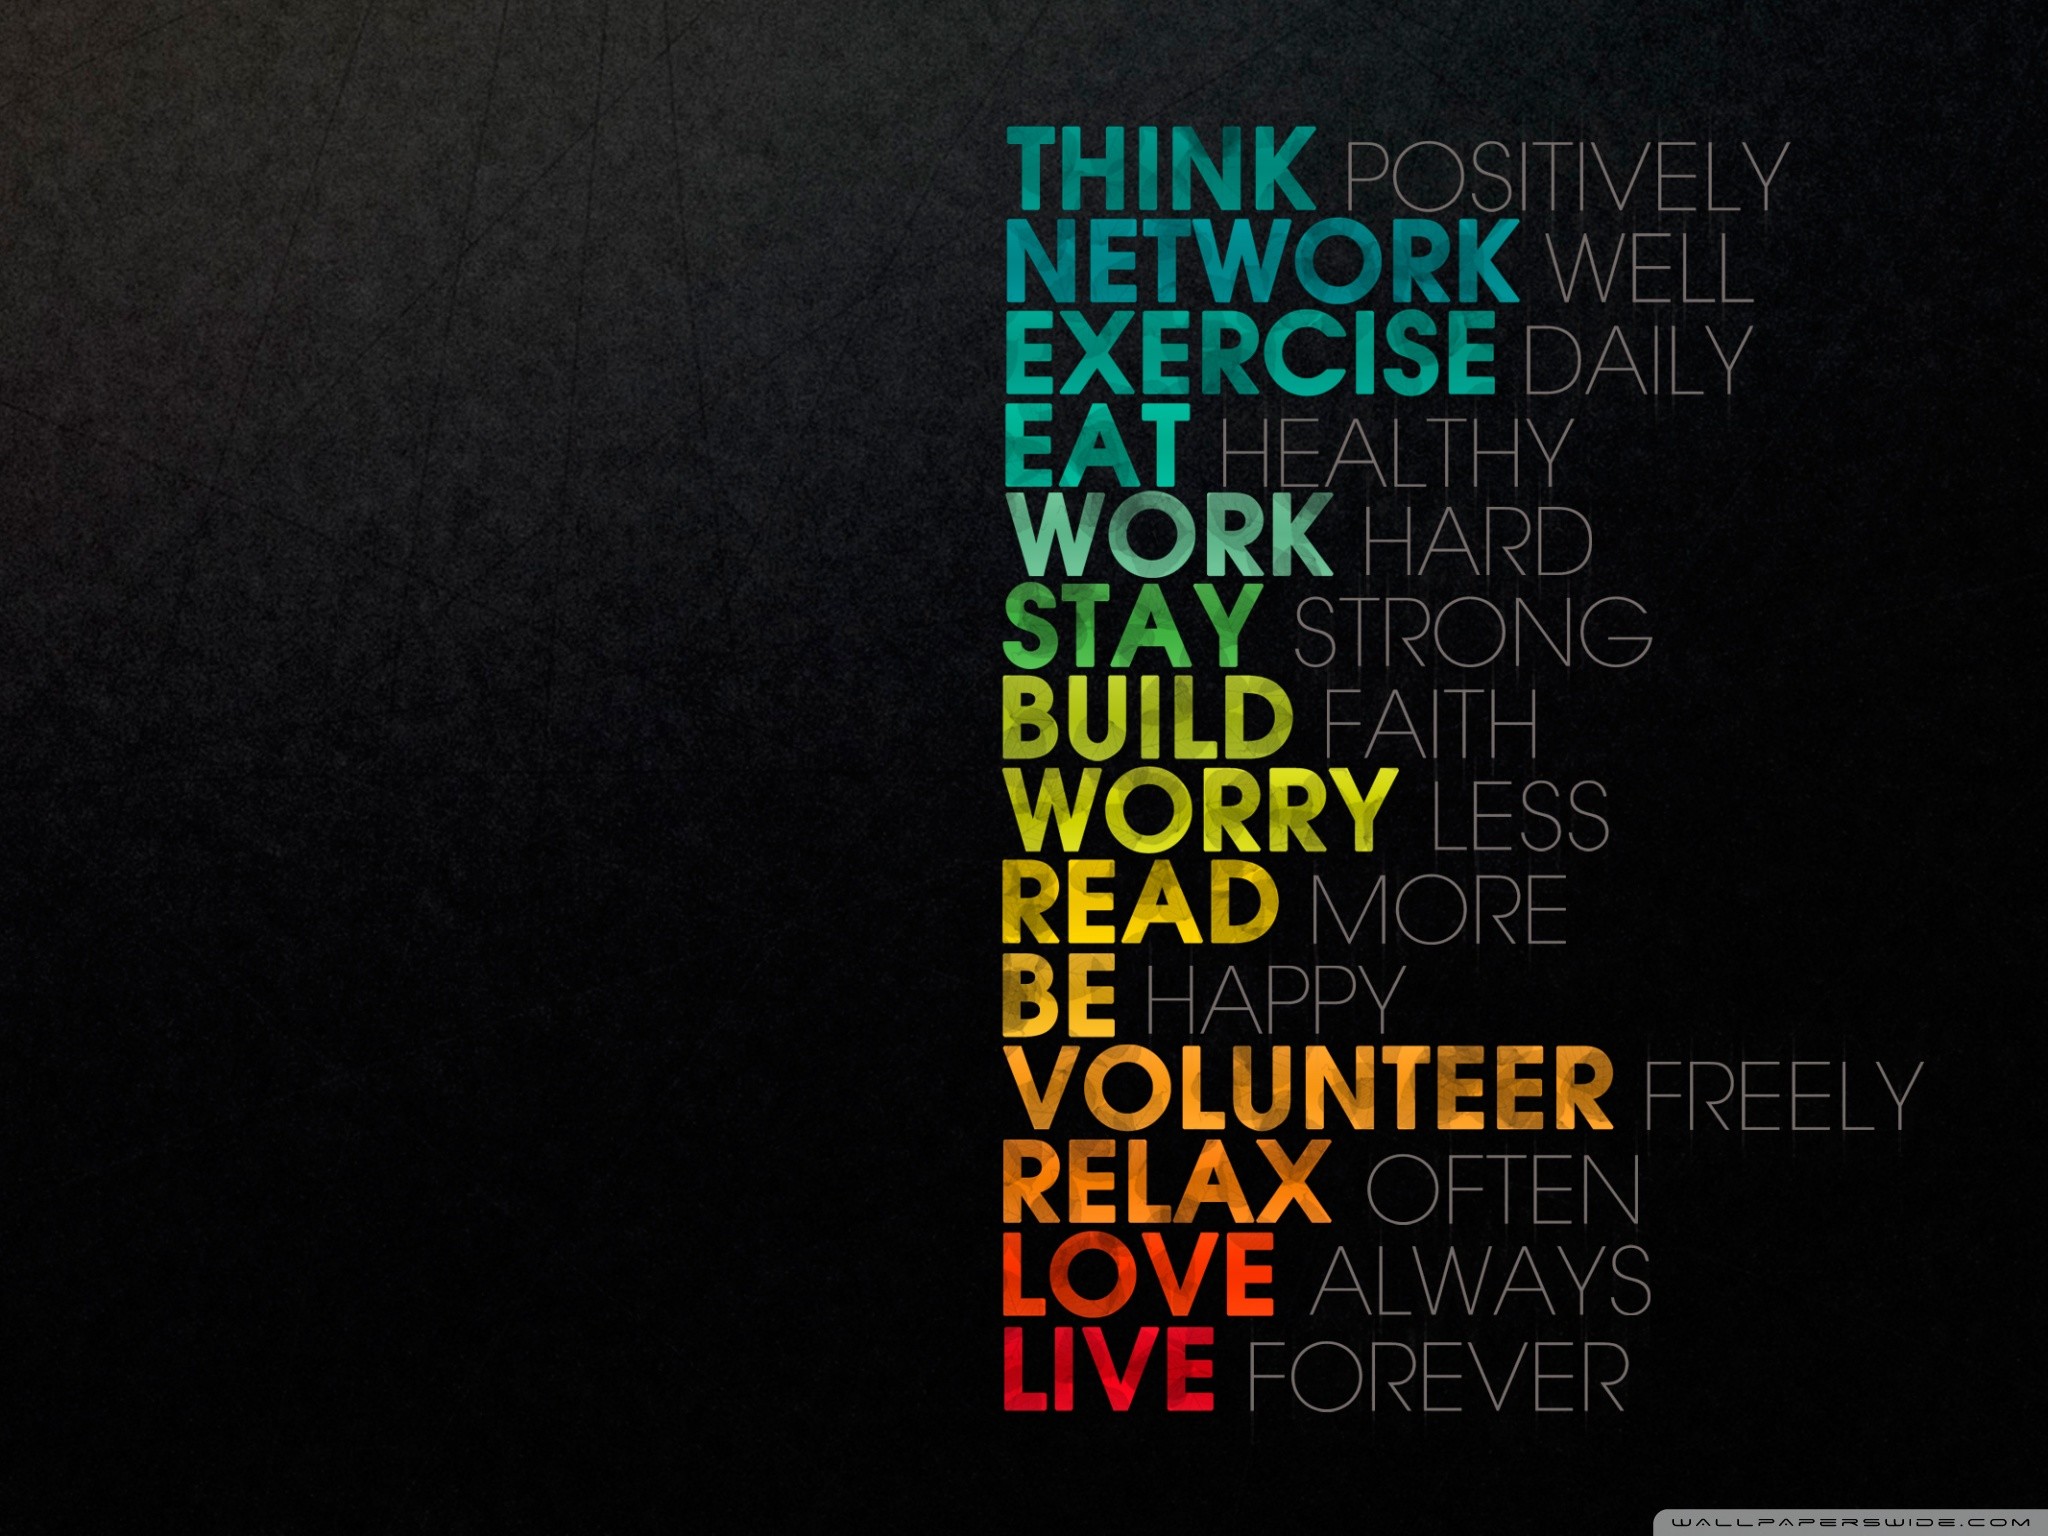 THINK POSITIVELY
NETWORK WELL
EXERCISE DAILY
EAT HEALTHY
WORK HARD
STAY STRONG
BUILD FAITH
WORRY LESS
READ MORE
BE HAPPY
VOLUNTEER FREELY
RELAX OFTEN
LOVE ALWAYS
LIVE FOREVER
WALLPAPERSWIDE.COM